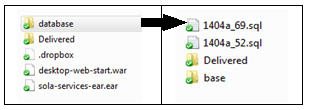 database
Delivered
.dropbox
desktop-web-start.war
sola-services-ear.ear
1404a_69.sql
1404a_52.sql
Delivered
base